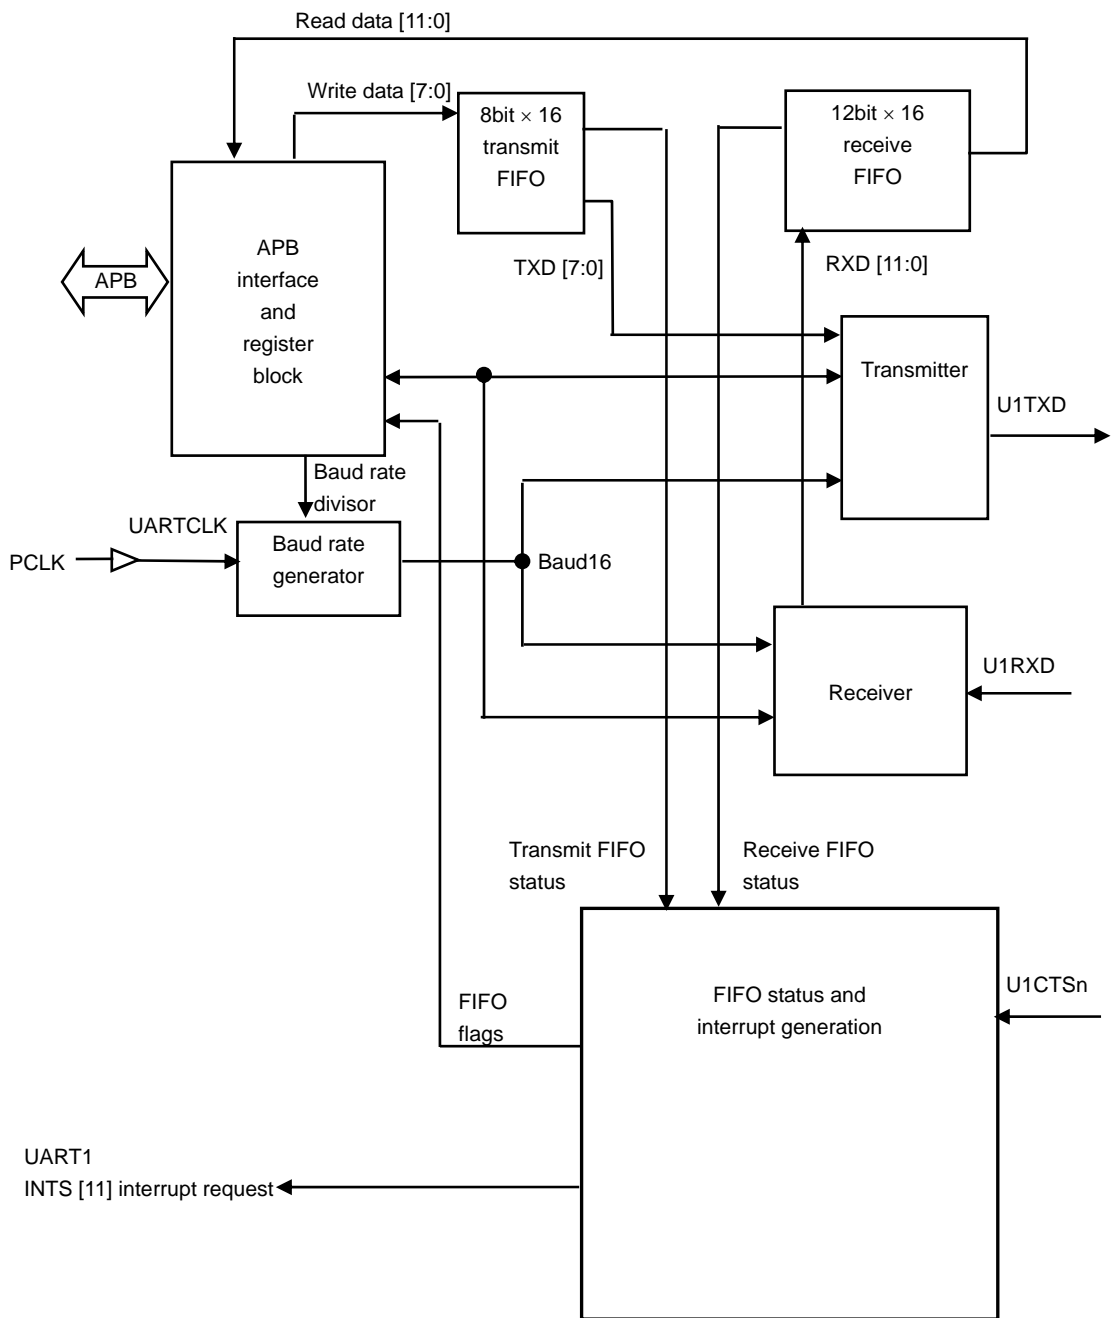 Read data [11:0]
Write data [7:0]
8bit × 16
transmit
FIFO
12bit × 16
receive
FIFO
APB
interface
and
register
block
APB
TXD [7:0]
RXD [11:0]
Transmitter
U1TXD
Baud rate
divisor
UARTCLK
PCLK
Baud rate
generator
Baud16
U1RXD
Receiver
Transmit FIFO
status
Receive FIFO
status
FIFO
flags
FIFO status and
interrupt generation
U1CTSn
UART1
INTS [11] interrupt request